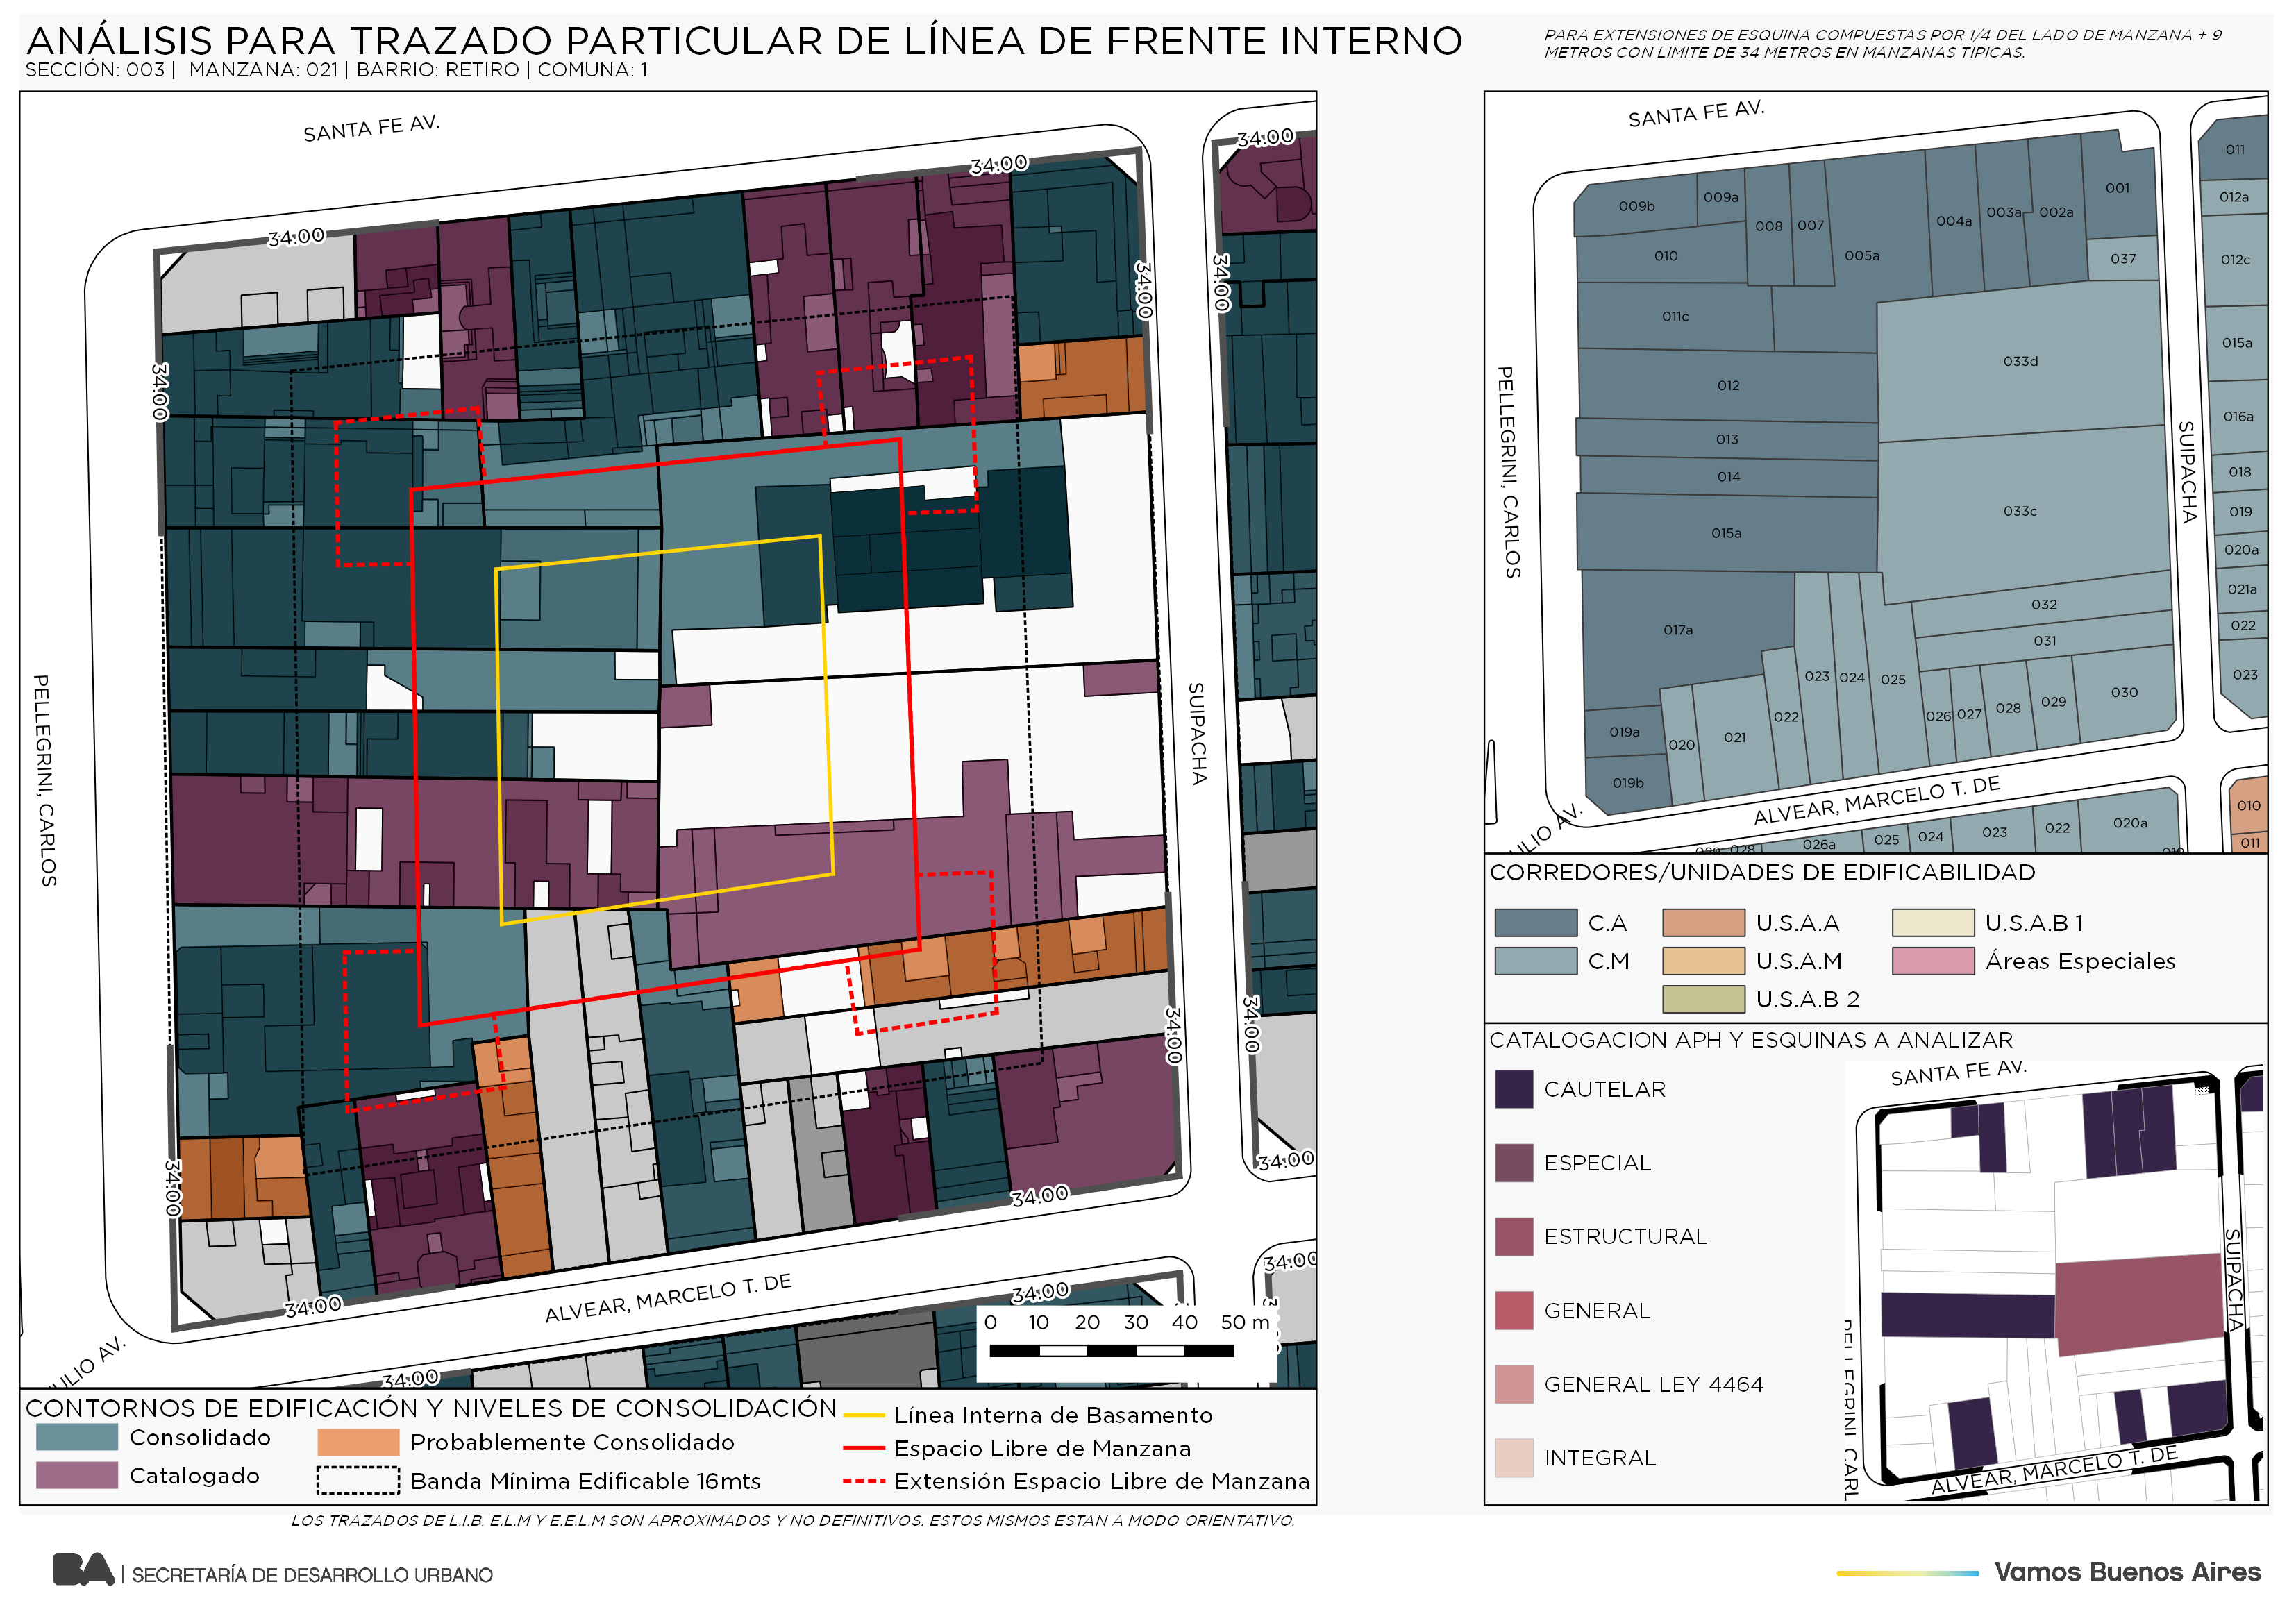 ANÁLISIS PARA TRAZADO PARTICULAR DE LÍNEA DE FRENTE INTERNO
SECCIÓN: 003 | MANZANA: 021 | BARRIO: RETIRO | COMUNA: 1
PARA EXTENSIONES DE ESQUINA COMPUESTAS POR 1/4 DEL LADO DE MANZANA + 9
METROS CON LIMITE DE 34 METROS EN MANZANAS TIPICAS.
SANTA FE AV.
34.00
34.00
34.00
34.00
34.00
34.00
PELLEGRINI, CARLOS
SUIPACHA
34.00
34.00
34.00
34.00
34.00
34.00
ALVEAR, MARCELO T. DE
34.00
34.00
34.00
ULIO AV.
0 10 20 30 40 50 m
CONTORNOS DE EDIFICACIÓN Y NIVELES DE CONSOLIDACIÓN
Consolidado
Catalogado
Probablemente Consolidado
Banda Mínima Edificable 16mts
Línea Interna de Basamento
Espacio Libre de Manzana
Extensión Espacio Libre de Manzana
LOS TRAZADOS DE L.I.B. E.L.M Y E.E.L.M SON APROXIMADOS Y NO DEFINITIVOS. ESTOS MISMOS ESTAN A MODO ORIENTATIVO.
SANTA FE AV.
011
001
009a
009b
012a
002a
003a
004a
008
007
010
005a
037
012c
011c
015a
033d
012
016a
013
018
014
033c
019
015a
020a
021a
032
022
017a
031
023
023
024
025
030
029
028
026
027
022
019a
020
021
019b
PELLEGRINI, CARLOS
SUIPACHA
ALVEAR, MARCELO T. DE
ULIO AV.
010
011
020a
022
023
024
025
026a
028
CORREDORES/UNIDADES DE EDIFICABILIDAD
C.A
U.S.A.A
U.S.A.B 1
C.M
U.S.A.M
Áreas Especiales
U.S.A.B 2
CATALOGACION APH Y ESQUINAS A ANALIZAR
CAUTELAR
ESPECIAL
ESTRUCTURAL
GENERAL
GENERAL LEY 4464
INTEGRAL
SANTA FE AV.
SUIPACHA
PELLEGRINI, CARL
ALVEAR, MARCELO T. DE
BA | SECRETARÍA DE DESARROLLO URBANO
Vamos Buenos Aires